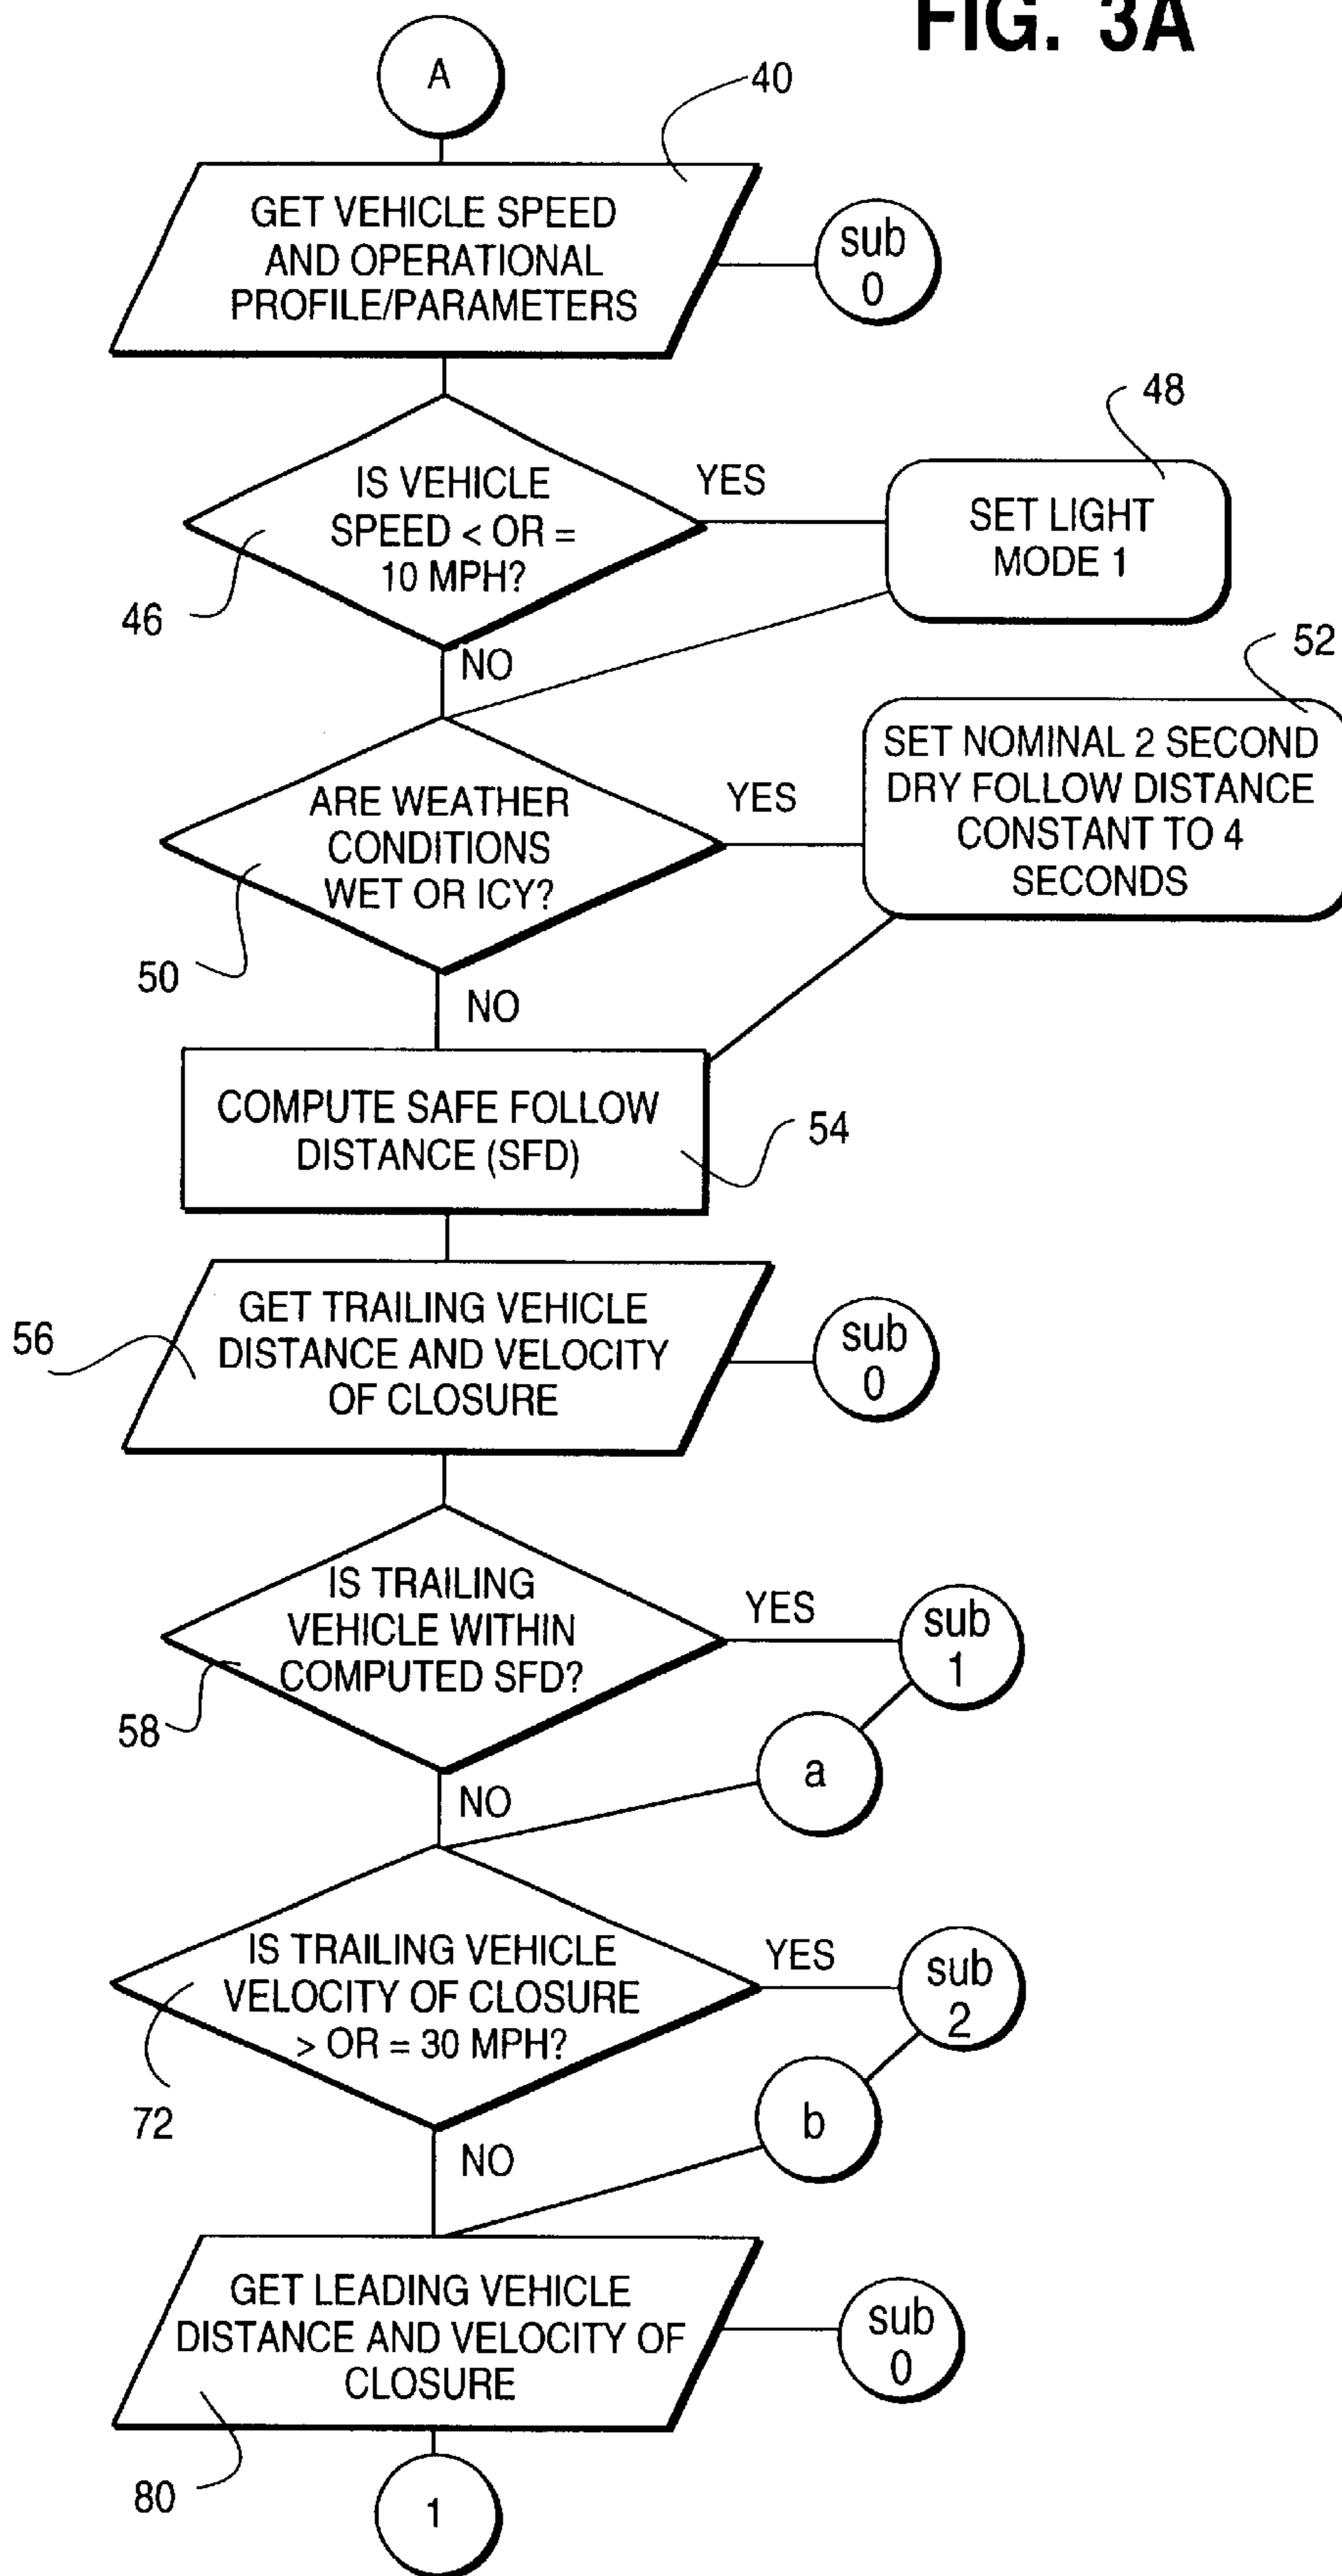 FIG. 3A
A
40
GET VEHICLE SPEED
AND OPERATIONAL
PROFILE/PARAMETERS
sub
0
48
IS VEHICLE
SPEED < OR =
10 MPH?
YES
SET LIGHT
MODE 1
46
NO
52
ARE WEATHER
CONDITIONS
WET OR ICY?
YES
SET NOMINAL 2 SECOND
DRY FOLLOW DISTANCE
CONSTANT TO 4
SECONDS
50
NO
COMPUTE SAFE FOLLOW
DISTANCE (SFD)
54
56
GET TRAILING VEHICLE
DISTANCE AND VELOCITY
OF CLOSURE
sub
0
IS TRAILING
VEHICLE WITHIN
COMPUTED SFD?
YES
sub
1
58
a
NO
IS TRAILING VEHICLE
VELOCITY OF CLOSURE
> OR = 30 MPH?
YES
sub
2
72
b
NO
GET LEADING VEHICLE
DISTANCE AND VELOCITY OF
CLOSURE
sub
0
80
1